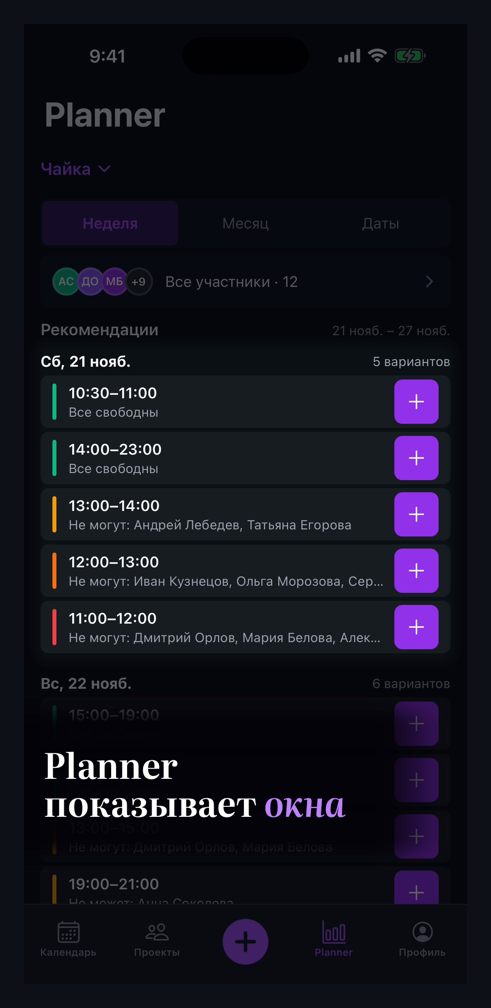 9:41
Planner
Чайка
Неделя Месяц Даты
АС ДО МБ +9 Все участники · 12
Рекомендации 21 нояб. – 27 нояб.
Сб, 21 нояб. 5 вариантов
10:30–11:00
Все свободны
14:00–23:00
Все свободны
13:00–14:00
Не могут: Андрей Лебедев, Татьяна Егорова
12:00–13:00
Не могут: Иван Кузнецов, Ольга Морозова, Сер...
11:00–12:00
Не могут: Дмитрий Орлов, Мария Белова, Алек...
Вс, 22 нояб. 6 вариантов
15:00–19:00
Planner
показывает окна
Не могут: Дмитрий Орлов, Мария Белова
19:00–21:00
Не может: Анна Соколова
Календарь Проекты Planner Профиль